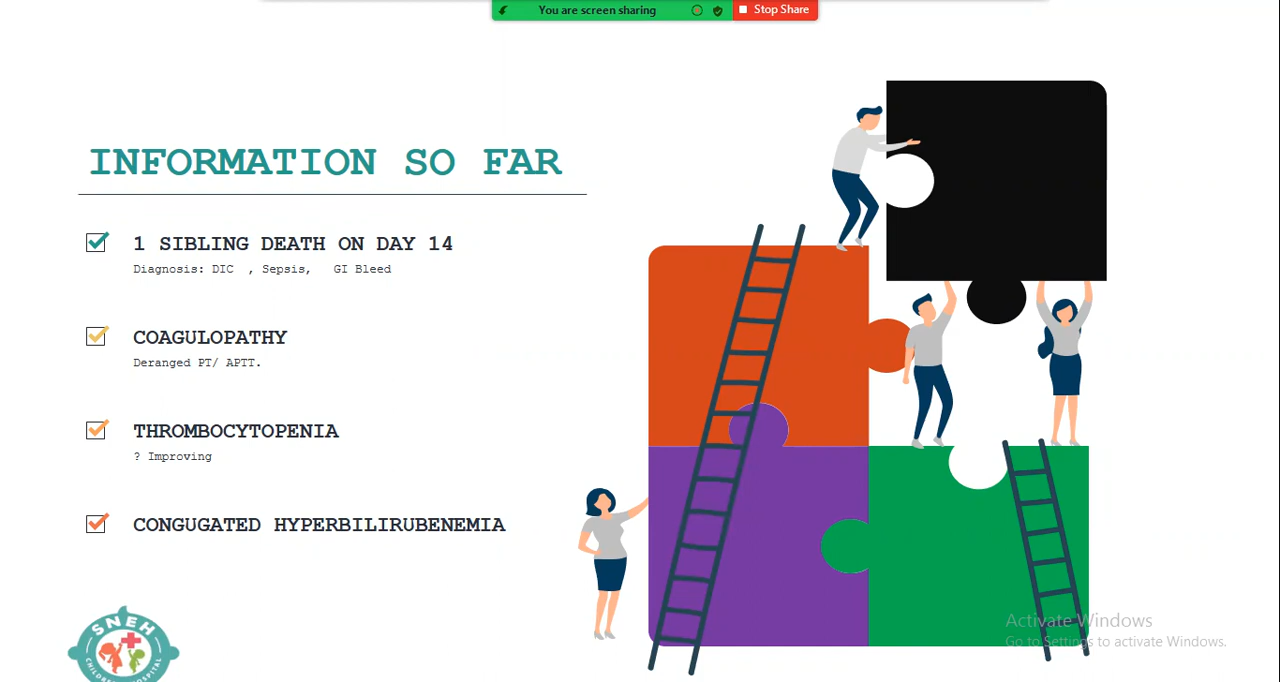 You are screen sharing
Stop Share
INFORMATION SO FAR
1 SIBLING DEATH ON DAY 14
Diagnosis: DIC , Sepsis, GI Bleed
COAGULOPATHY
Deranged PT/ APTT.
THROMBOCYTOPENIA
? Improving
CONGUGATED HYPERBILIRUBENEMIA
SNEH
Activate Windows
Go to Settings to activate Windows.